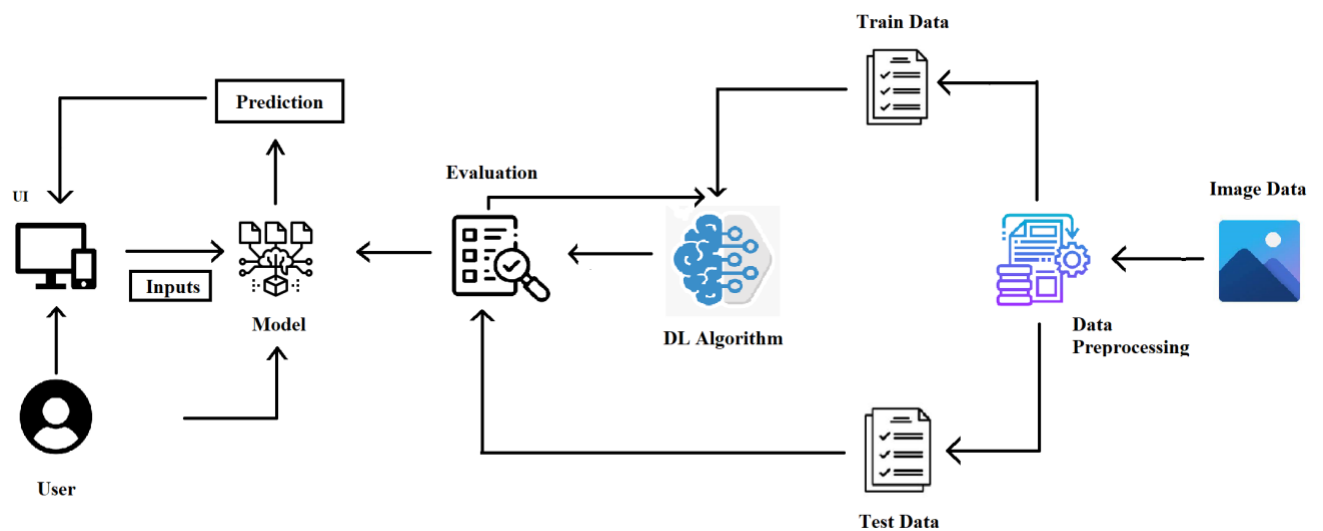 Train Data
Prediction
Evaluation
UI
Image Data
Inputs
Model
DL Algorithm
Data
Preprocessing
User
Test Data